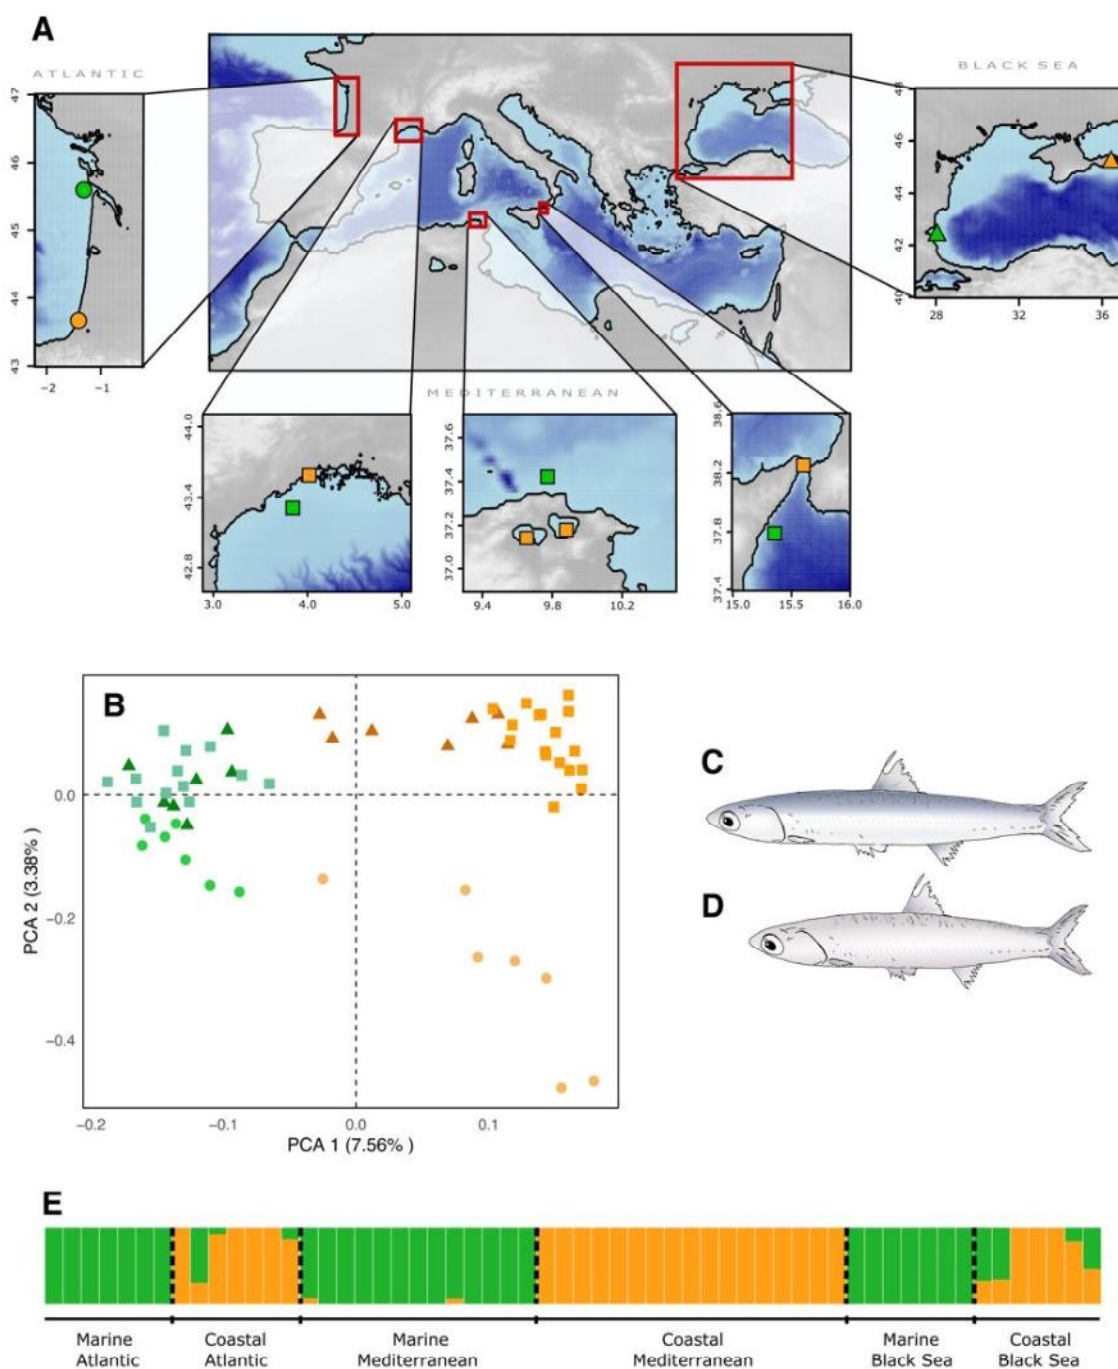 A
ATLANTIC
BLACK SEA
47
46
45
44
43
−2
−1
48
46
44
42
40
28
32
36
MEDITERRANEAN
44.0
43.4
42.8
3.0
4.0
5.0
37.6
37.4
37.2
37.0
9.4
9.8
10.2
38.6
38.2
37.8
37.4
15.0
15.5
16.0
B
0.0
−0.2
−0.4
PCA 2 (3.38% )
−0.2
−0.1
0.0
0.1
PCA 1 (7.56% )
C
D
E
Marine
Atlantic
Coastal
Atlantic
Marine
Mediterranean
Coastal
Mediterranean
Marine
Black Sea
Coastal
Black Sea